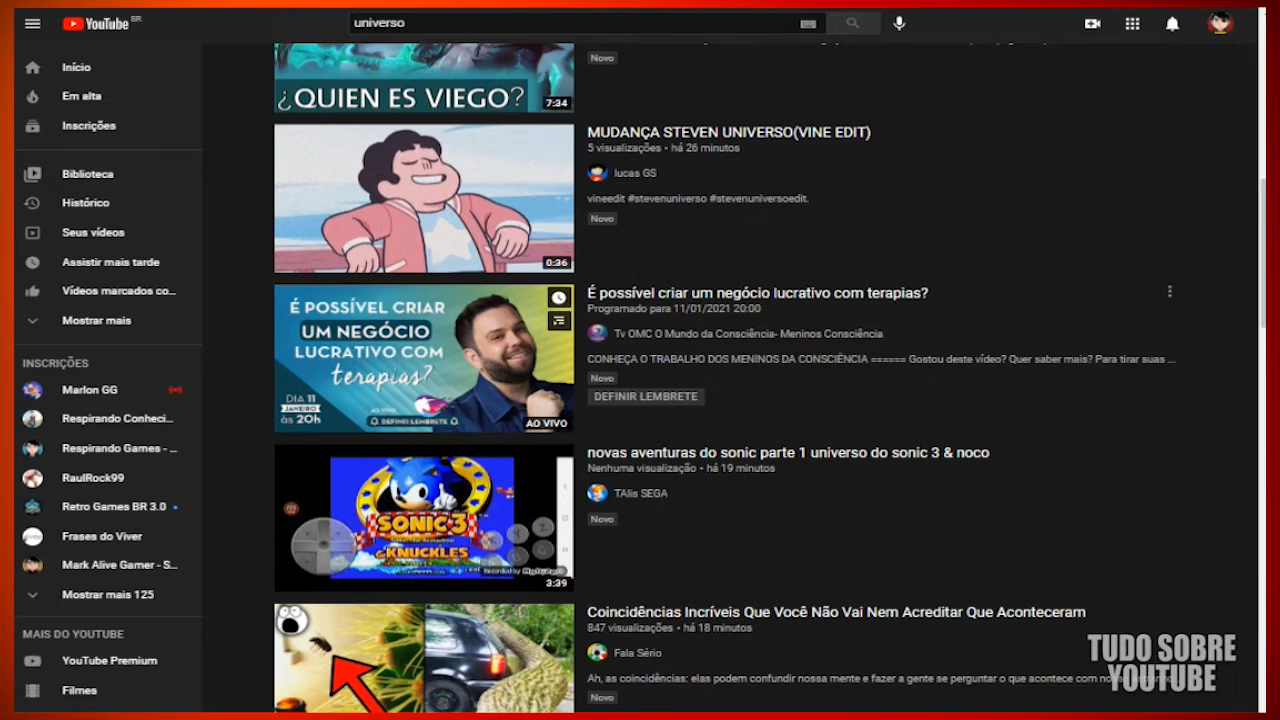 YouTube BR
universo
Início
Em alta
Inscrições
Biblioteca
Histórico
Seus vídeos
Assistir mais tarde
Vídeos marcados co...
Mostrar mais
INSCRIÇÕES
Marlon GG
Respirando Conheci...
Respirando Games - ...
RaulRock99
Retro Games BR 3.0
Frases do Viver
Mark Alive Gamer - S...
Mostrar mais 125
MAIS DO YOUTUBE
YouTube Premium
Filmes
Novo
¿QUIEN ES VIEGO?
7:34
MUDANÇA STEVEN UNIVERSO(VINE EDIT)
5 visualizações • há 26 minutos
lucas GS
vineedit #stevenuniverso #stevenuniversoedit.
Novo
0:36
É POSSÍVEL CRIAR
UM NEGÓCIO
LUCRATIVO COM
terapias?
DIA 11
JANEIRO
às 20h
AO VIVO
DEFINIR LEMBRETE
AO VIVO
É possível criar um negócio lucrativo com terapias?
Programado para 11/01/2021 20:00
Tv OMC O Mundo da Consciência- Meninos Consciência
CONHEÇA O TRABALHO DOS MENINOS DA CONSCIÊNCIA ====== Gostou deste vídeo? Quer saber mais? Para tirar suas ...
Novo
DEFINIR LEMBRETE
SONIC 3
& KNUCKLES
3:39
novas aventuras do sonic parte 1 universo do sonic 3 & noco
Nenhuma visualização • há 19 minutos
TAlis SEGA
Novo
Coincidências Incríveis Que Você Não Vai Nem Acreditar Que Aconteceram
847 visualizações • há 18 minutos
Fala Sério
Ah, as coincidências: elas podem confundir nossa mente e fazer a gente se perguntar o que acontece com
Novo
TUDO SOBRE
YOUTUBE